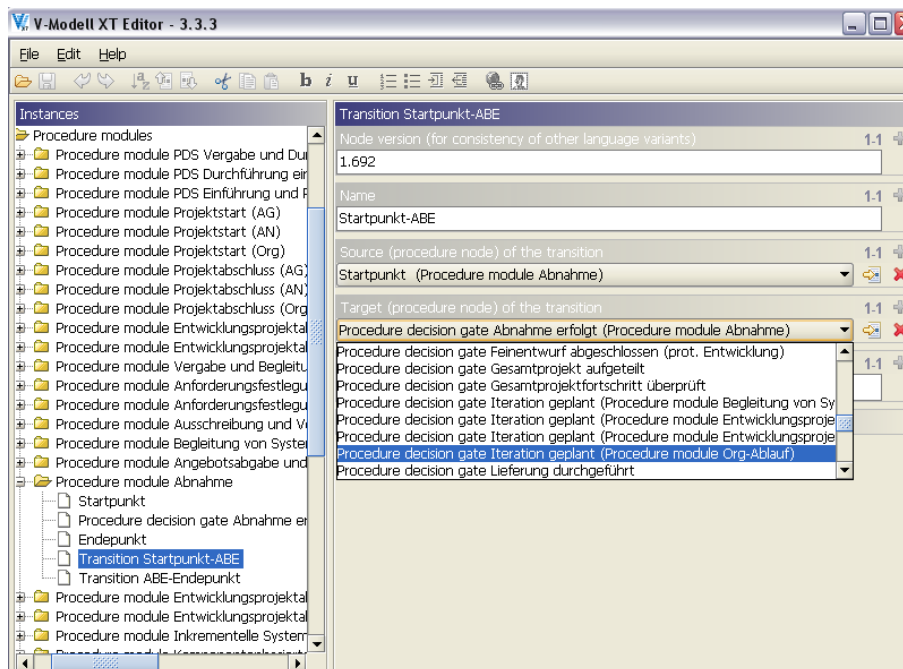 V-Modell XT Editor - 3.3.3
File Edit Help
b i u
Instances
Procedure modules
Procedure module PDS Vergabe und Du
Procedure module PDS Durchführung ein
Procedure module PDS Einführung und P
Procedure module Projektstart (AG)
Procedure module Projektstart (AN)
Procedure module Projektstart (Org)
Procedure module Projektabschluss (AG)
Procedure module Projektabschluss (AN)
Procedure module Projektabschluss (Org
Procedure module Entwicklungsprojektal
Procedure module Entwicklungsprojektal
Procedure module Vergabe und Begleitu
Procedure module Anforderungsfestlegu
Procedure module Anforderungsfestlegu
Procedure module Ausschreibung und Ve
Procedure module Begleitung von System
Procedure module Angebotsabgabe und
Procedure module Abnahme
Startpunkt
Procedure decision gate Abnahme er
Endepunkt
Transition Startpunkt-ABE
Transition ABE-Endepunkt
Procedure module Entwicklungsprojektal
Procedure module Entwicklungsprojektal
Procedure module Inkrementelle System
Transition Startpunkt-ABE
Node version (for consistency of other language variants) 1-1
1.692
Name 1-1
Startpunkt-ABE
Source (procedure node) of the transition 1-1
Startpunkt (Procedure module Abnahme)
Target (procedure node) of the transition 1-1
Procedure decision gate Abnahme erfolgt (Procedure module Abnahme)
Procedure decision gate Feinentwurf abgeschlossen (prot. Entwicklung)
Procedure decision gate Gesamtprojekt aufgeteilt
Procedure decision gate Gesamtprojektfortschritt überprüft
Procedure decision gate Iteration geplant (Procedure module Begleitung von Sy
Procedure decision gate Iteration geplant (Procedure module Entwicklungsproje
Procedure decision gate Iteration geplant (Procedure module Entwicklungsproje
Procedure decision gate Iteration geplant (Procedure module Org-Ablauf)
Procedure decision gate Lieferung durchgeführt
1-1